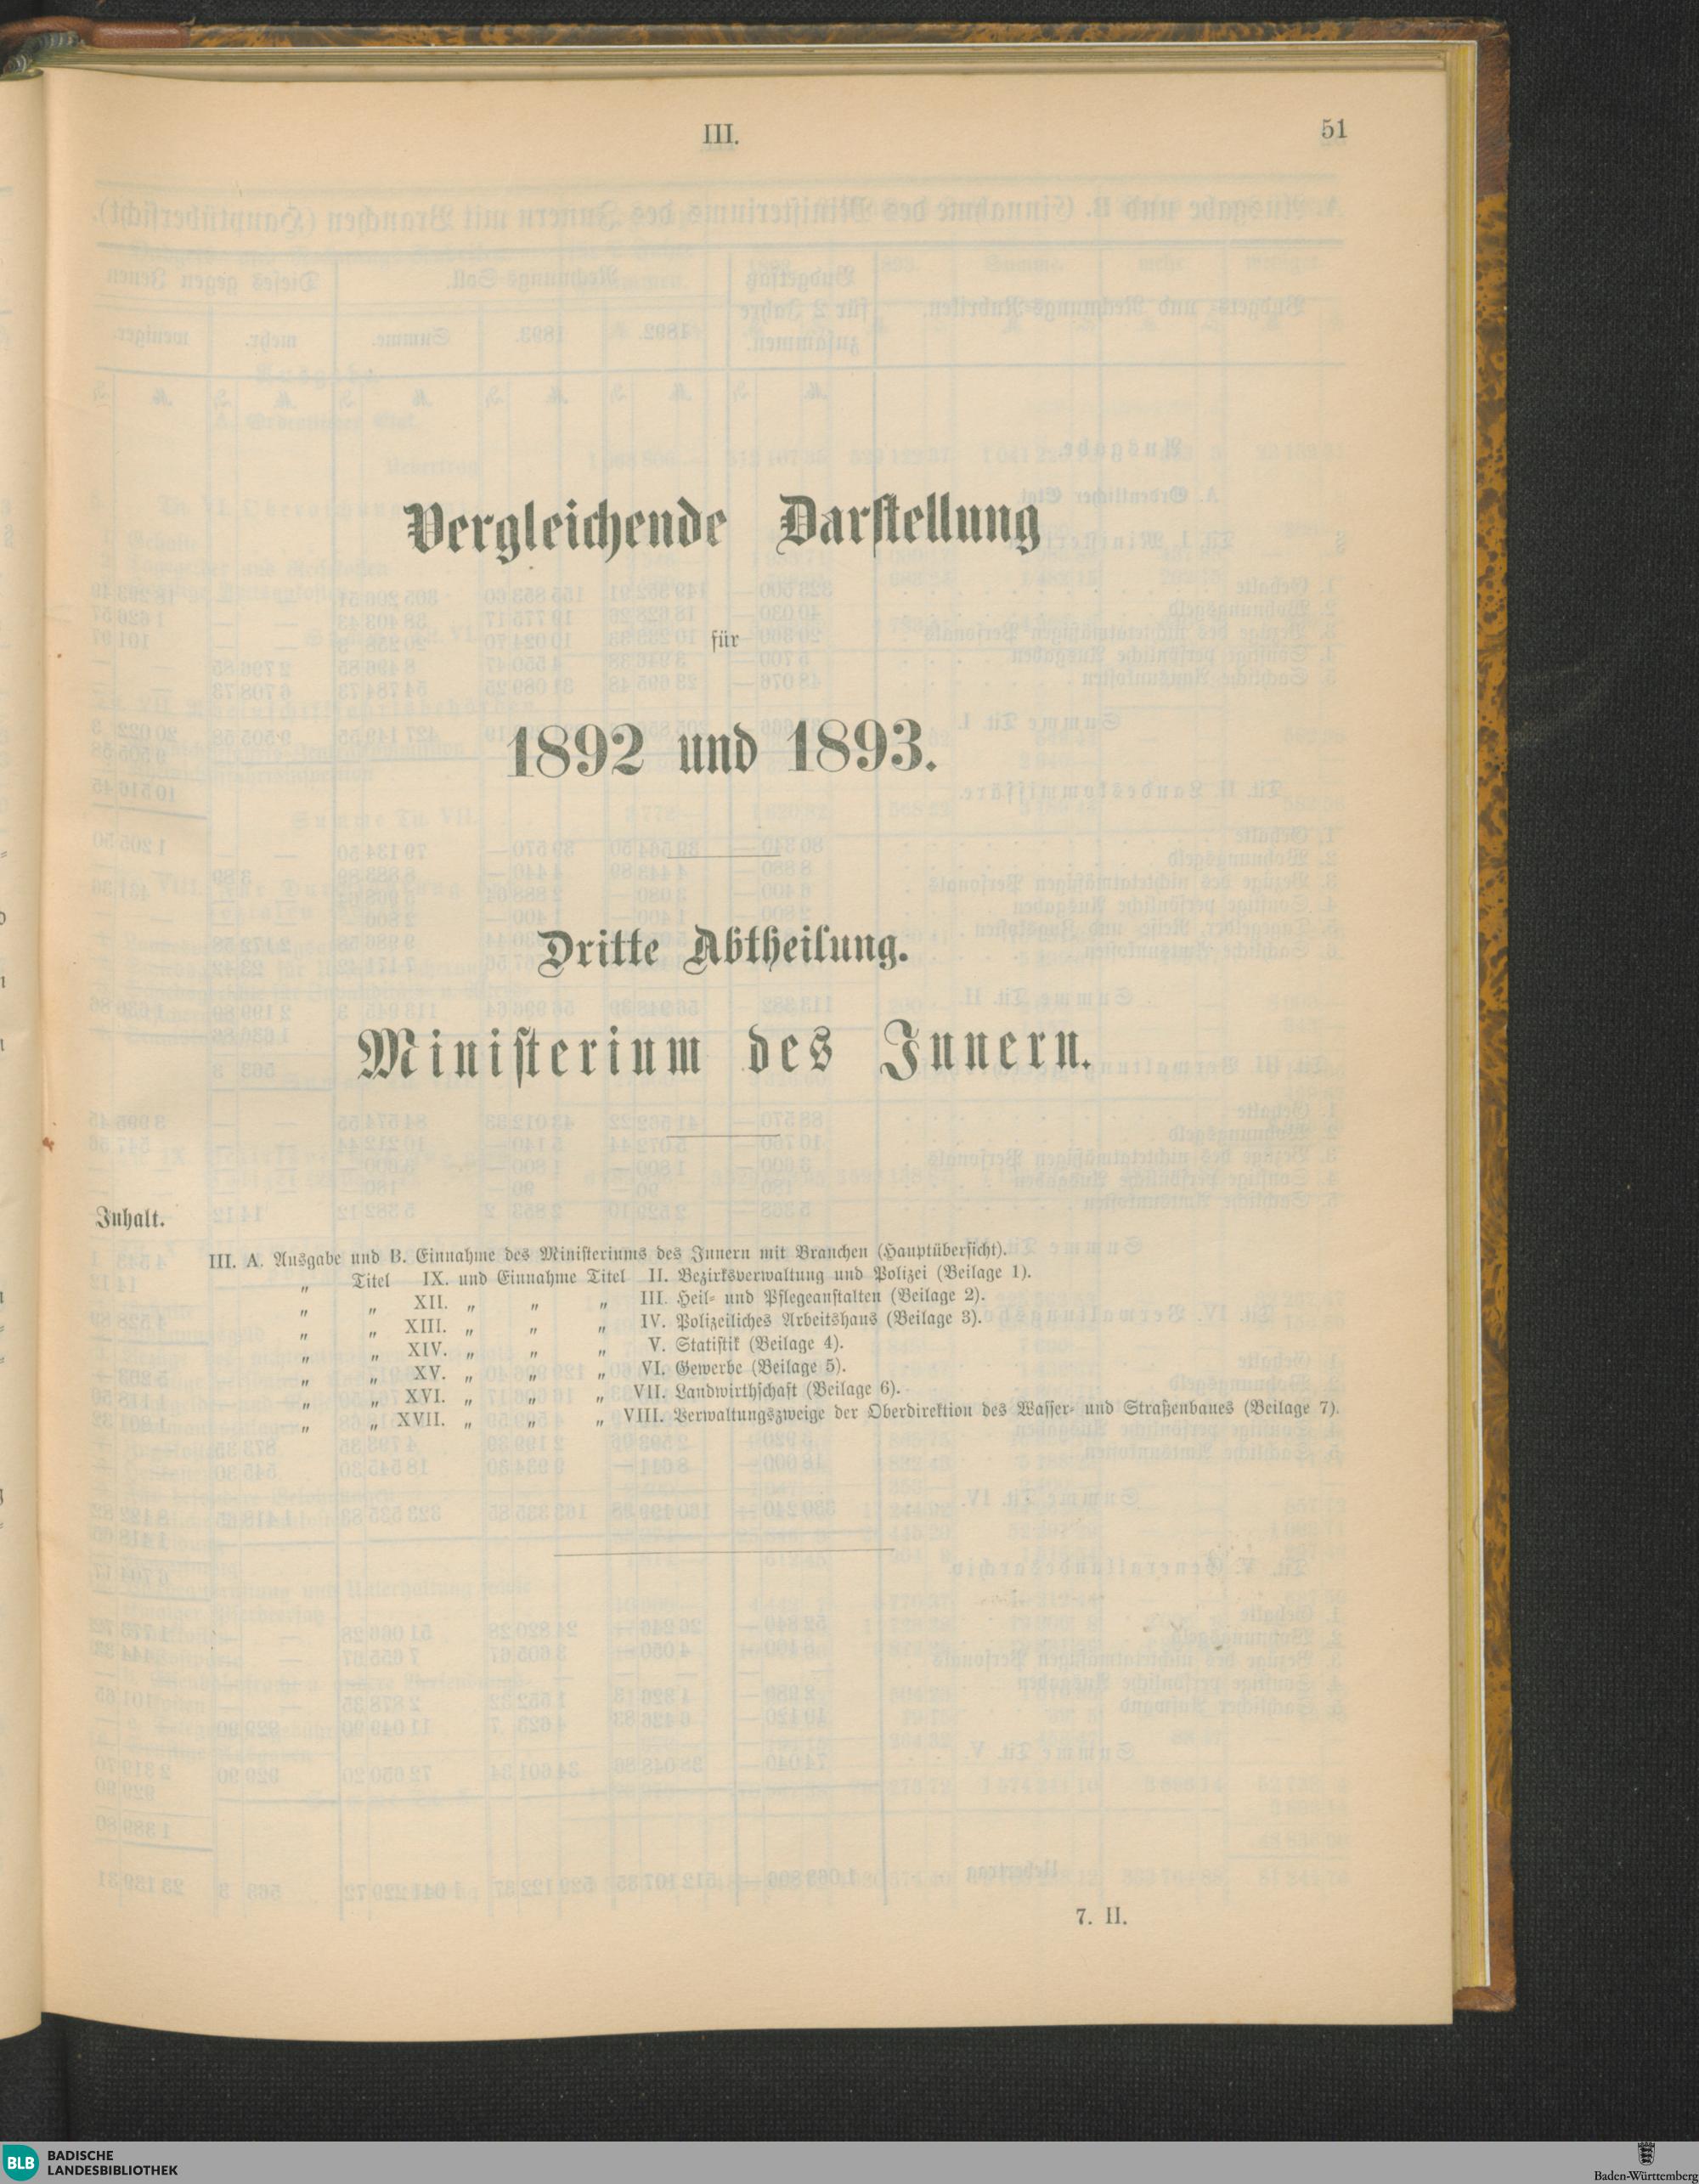 III.
51
Vergleichende Darstellung
für
1892 und 1893.
Dritte Abtheilung.
Ministerium des Innern.
Inhalt.
III. A. Ausgabe und B. Einnahme des Ministeriums des Innern mit Branchen (Hauptübersicht).
„ Titel IX. und Einnahme Titel II. Bezirksverwaltung und Polizei (Beilage 1).
„ „ XII. „ „ „ III. Heil- und Pflegeanstalten (Beilage 2).
„ „ XIII. „ „ „ IV. Polizeiliches Arbeitshaus (Beilage 3).
„ „ XIV. „ „ „ V. Statistik (Beilage 4).
„ „ XV. „ „ „ VI. Gewerbe (Beilage 5).
„ „ XVI. „ „ „ VII. Landwirthschaft (Beilage 6).
„ „ XVII. „ „ „ VIII. Verwaltungszweige der Oberdirektion des Wasser- und Straßenbaues (Beilage 7).
7. II.
BLB BADISCHE
LANDESBIBLIOTHEK
Baden-Württemberg